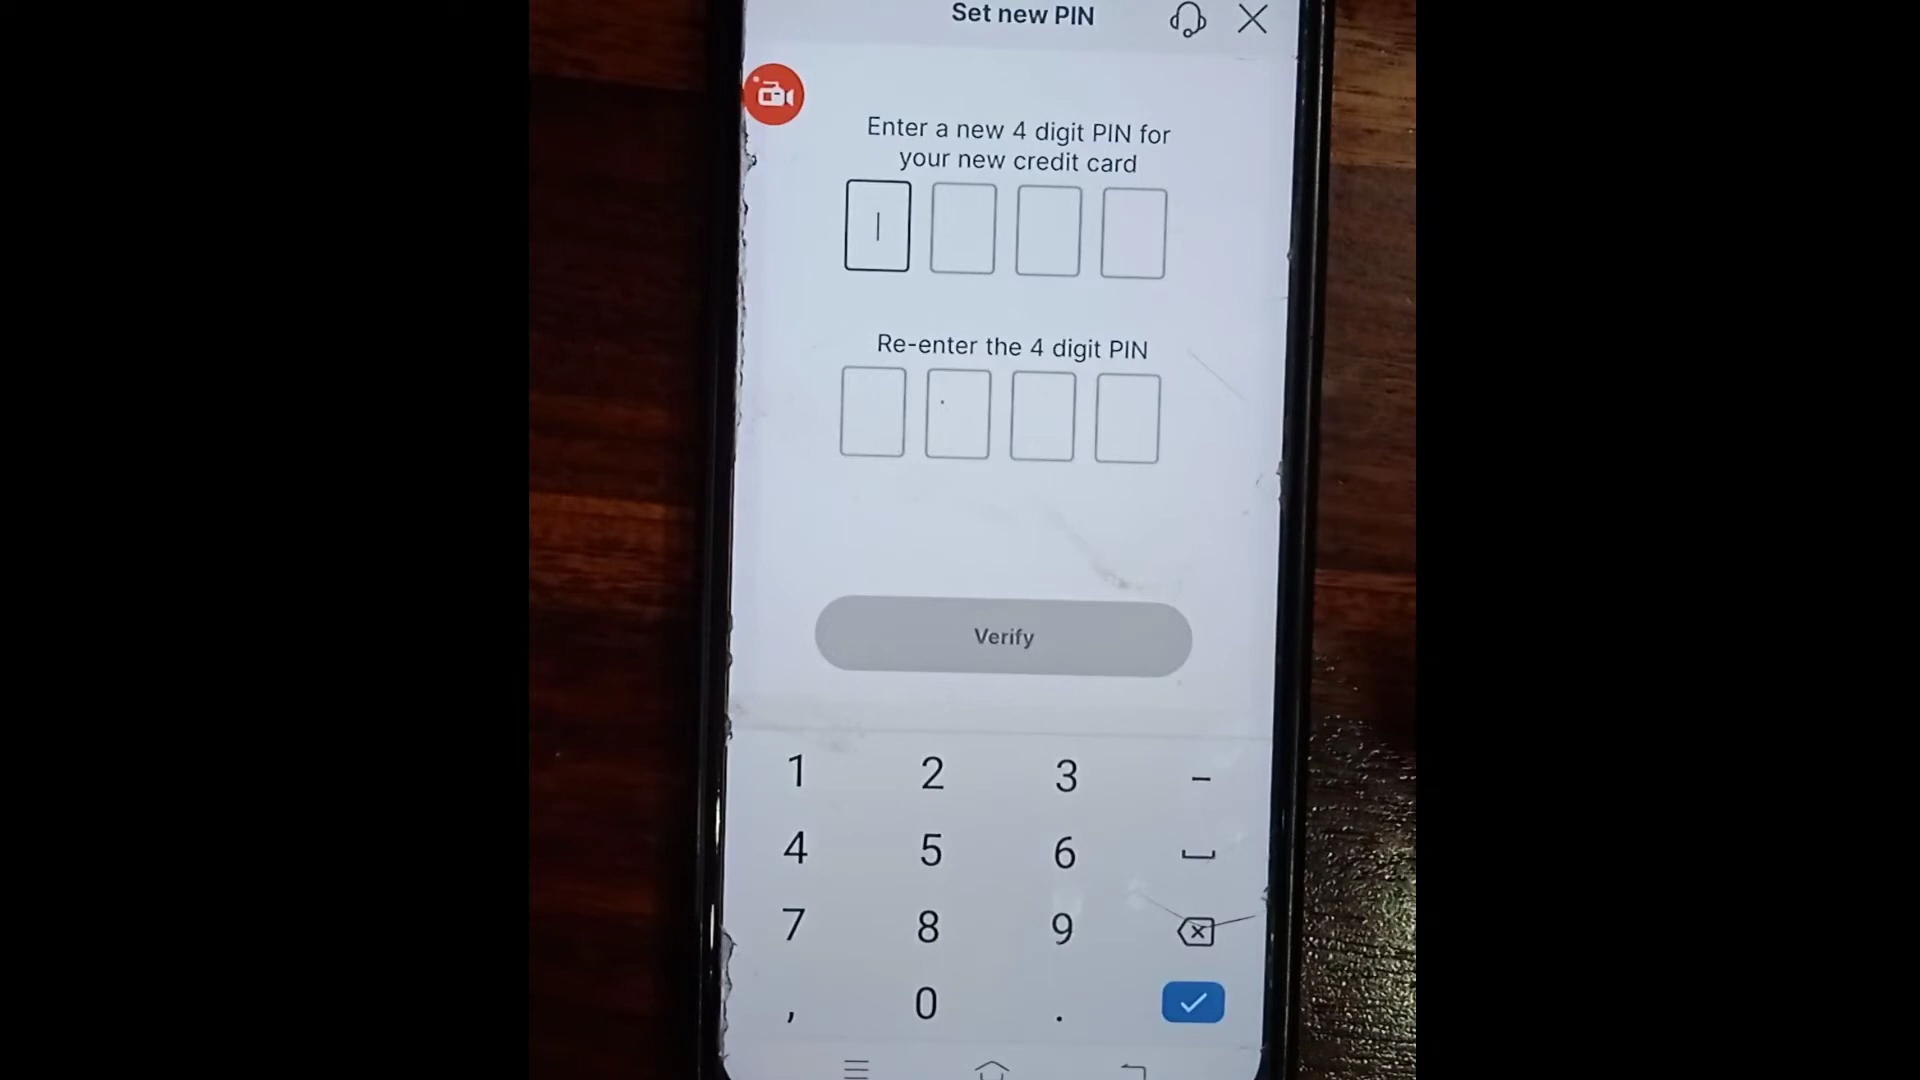 Set new PIN
Enter a new 4 digit PIN for
your new credit card
Re-enter the 4 digit PIN
Verify
1 2 3 -
4 5 6
7 8 9
, 0 .